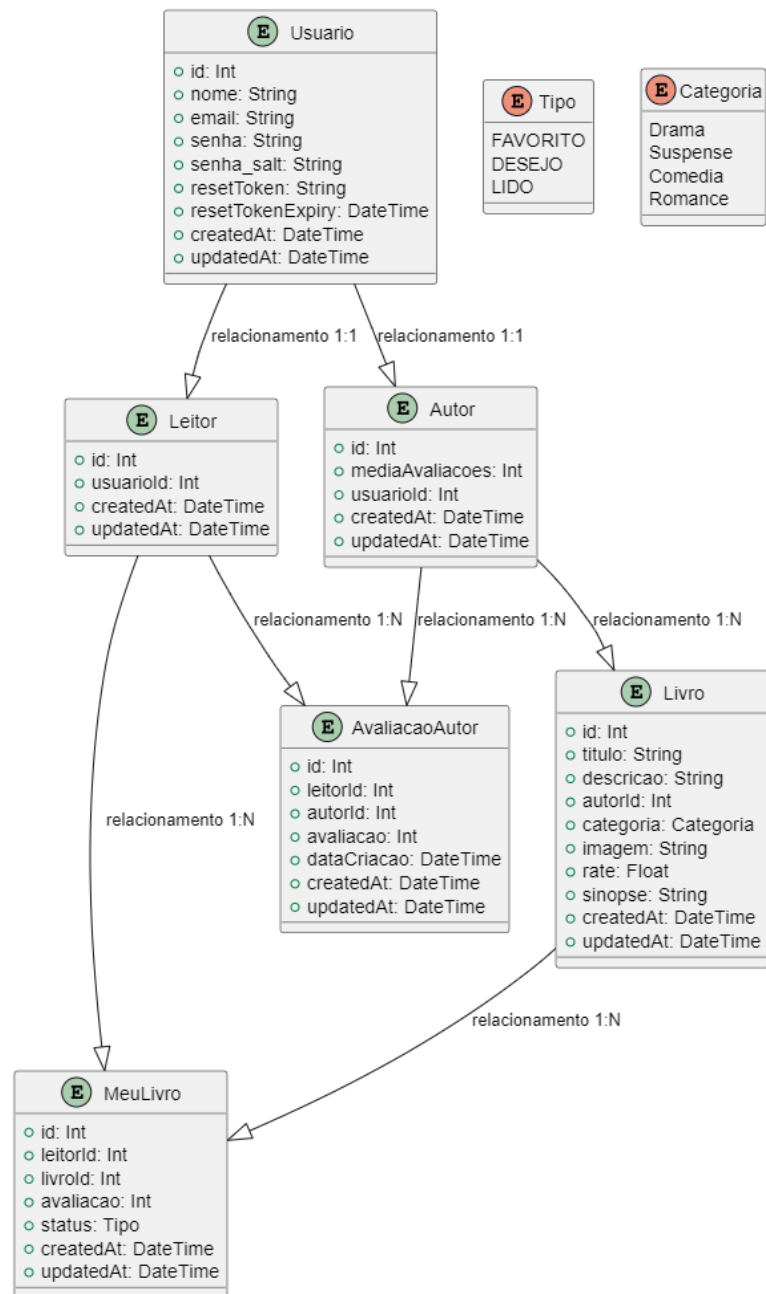 E Usuario
id: Int
nome: String
email: String
senha: String
senha_salt: String
resetToken: String
resetTokenExpiry: DateTime
createdAt: DateTime
updatedAt: DateTime
E Tipo
FAVORITO
DESEJO
LIDO
E Categoria
Drama
Suspense
Comedia
Romance
relacionamento 1:1
relacionamento 1:1
E Leitor
id: Int
usuarioId: Int
createdAt: DateTime
updatedAt: DateTime
E Autor
id: Int
mediaAvaliacoes: Int
usuarioId: Int
createdAt: DateTime
updatedAt: DateTime
relacionamento 1:N
relacionamento 1:N
relacionamento 1:N
E AvaliacaoAutor
id: Int
leitorId: Int
autorId: Int
avaliacao: Int
dataCriacao: DateTime
createdAt: DateTime
updatedAt: DateTime
E Livro
id: Int
titulo: String
descricao: String
autorId: Int
categoria: Categoria
imagem: String
rate: Float
sinopse: String
createdAt: DateTime
updatedAt: DateTime
relacionamento 1:N
relacionamento 1:N
E MeuLivro
id: Int
leitorId: Int
livroId: Int
avaliacao: Int
status: Tipo
createdAt: DateTime
updatedAt: DateTime